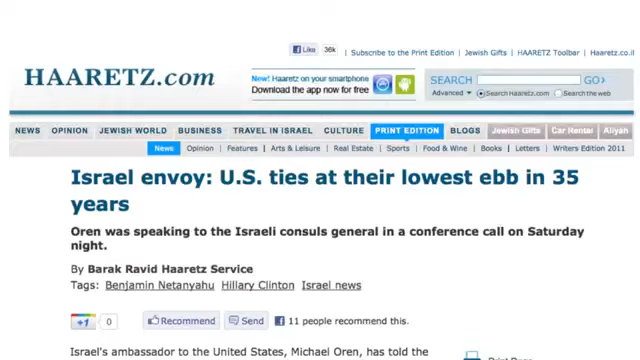 Like 36k
Subscribe to the Print Edition | Jewish Gifts | HAARETZ Toolbar | Haaretz.co.il
HAARETZ.com
New! Haaretz on your smartphone
Download the app now for free
SEARCH GO>
Advanced Search Haaretz.com Search the web
NEWS OPINION JEWISH WORLD BUSINESS TRAVEL IN ISRAEL CULTURE PRINT EDITION BLOGS Jewish Gifts Car Rental Aliyah
News Opinion | Features | Arts & Leisure | Real Estate | Sports | Food & Wine | Books | Letters | Writers Edition 2011
Israel envoy: U.S. ties at their lowest ebb in 35
years
Oren was speaking to the Israeli consuls general in a conference call on Saturday
night.
By Barak Ravid Haaretz Service
Tags: Benjamin Netanyahu Hillary Clinton Israel news
+1 0 Recommend Send 11 people recommend this.
Israel's ambassador to the United States, Michael Oren, has told the